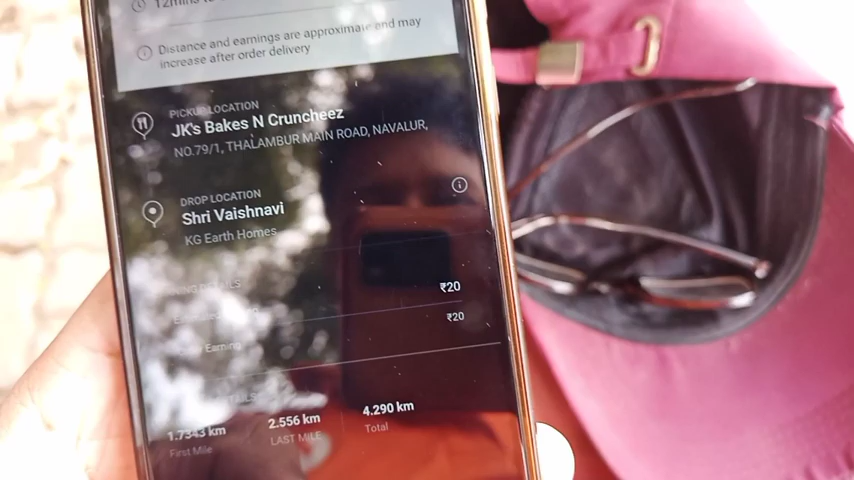 12mins to
Distance and earnings are approximate and may
increase after order delivery
PICKUP LOCATION
JK's Bakes N Cruncheez
NO.79/1, THALAMBUR MAIN ROAD, NAVALUR,
DROP LOCATION
Shri Vaishnavi
KG Earth Homes
₹20
₹20
Earning
1.7343 km
2.556 km
4.290 km
First Mile
LAST MILE
Total